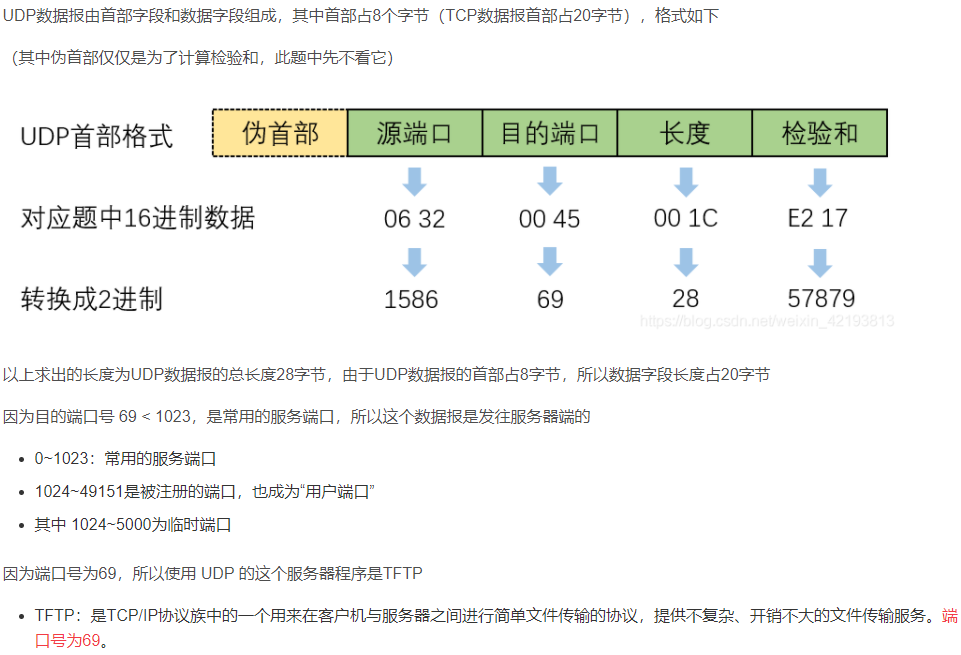 UDP数据报由首部字段和数据字段组成，其中首部占8个字节（TCP数据报首部占20字节），格式如下
（其中伪首部仅仅是为了计算检验和，此题中先不看它）
UDP首部格式 伪首部 源端口 目的端口 长度 检验和
对应题中16进制数据 06 32 00 45 00 1C E2 17
转换成2进制 1586 69 28 57879
https://blog.csdn.net/weixin_42193813
以上求出的长度为UDP数据报的总长度28字节，由于UDP数据报的首部占8字节，所以数据字段长度占20字节
因为目的端口号 69 < 1023，是常用的服务端口，所以这个数据报是发往服务器端的
• 0~1023：常用的服务端口
• 1024~49151是被注册的端口，也成为“用户端口”
• 其中 1024~5000为临时端口
因为端口号为69，所以使用 UDP 的这个服务器程序是TFTP
• TFTP：是TCP/IP协议族中的一个用来在客户机与服务器之间进行简单文件传输的协议，提供不复杂、开销不大的文件传输服务。端
口号为69。